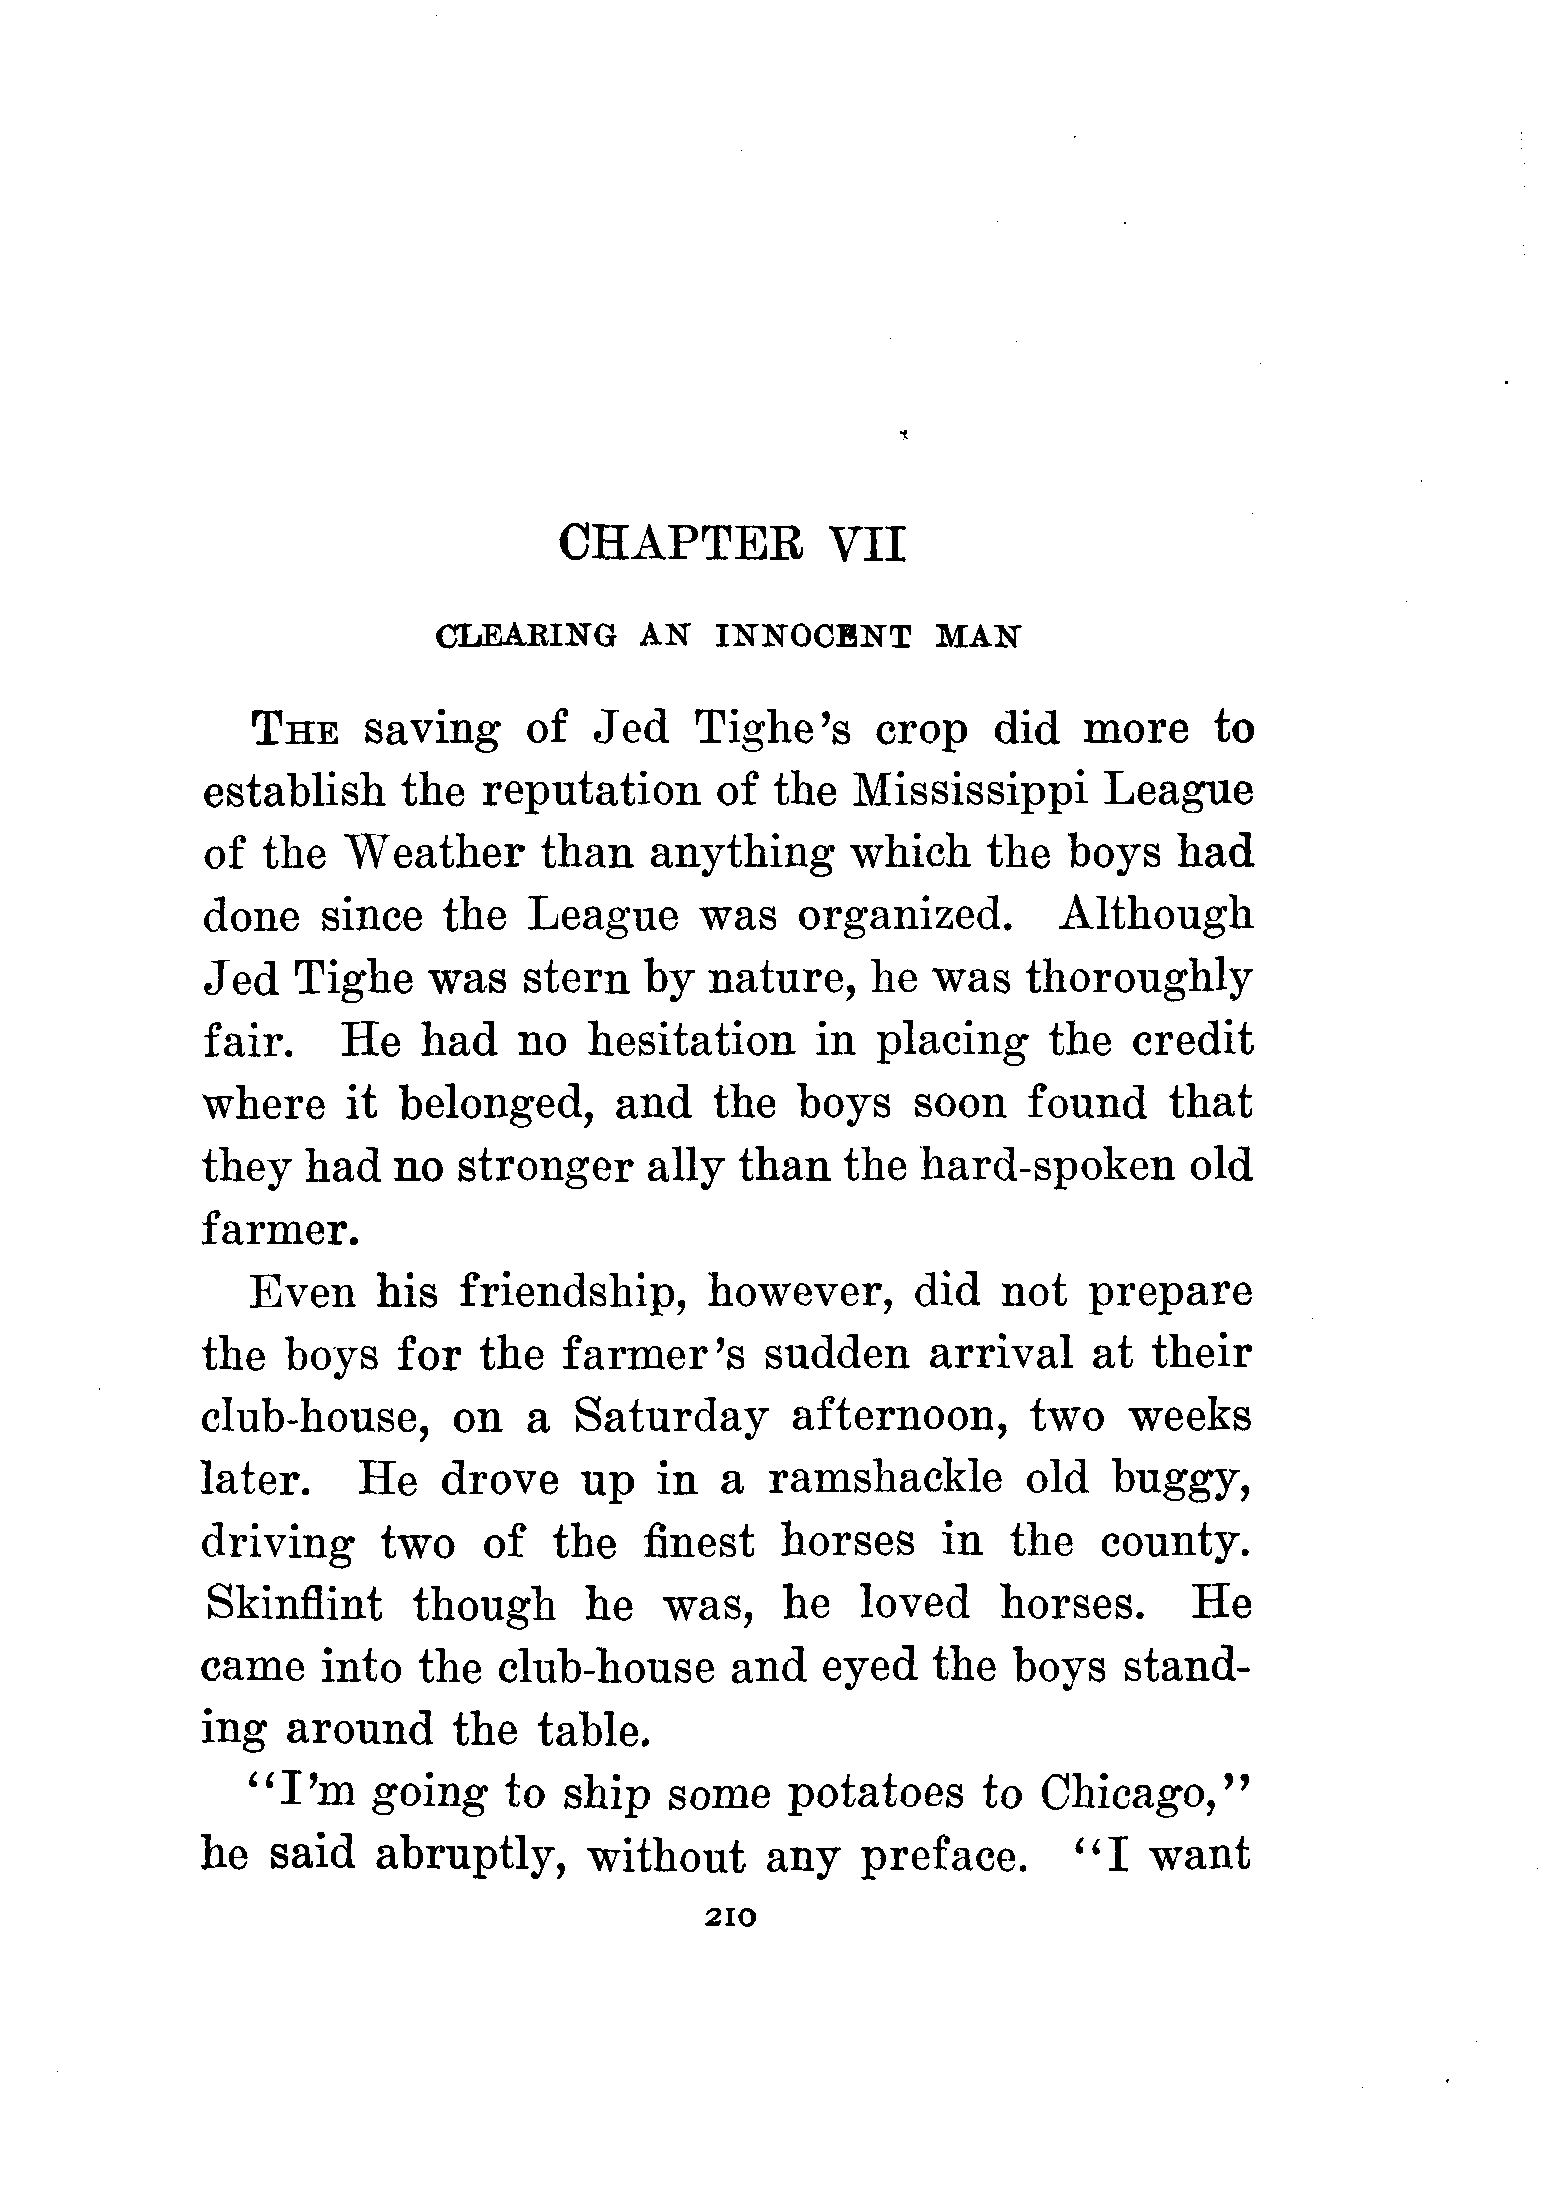 CHAPTER VII
CLEARING AN INNOCENT MAN
THE saving of Jed Tighe's crop did more to
establish the reputation of the Mississippi League
of the Weather than anything which the boys had
done since the League was organized. Although
Jed Tighe was stern by nature, he was thoroughly
fair. He had no hesitation in placing the credit
where it belonged, and the boys soon found that
they had no stronger ally than the hard-spoken old
farmer.
Even his friendship, however, did not prepare
the boys for the farmer's sudden arrival at their
club-house, on a Saturday afternoon, two weeks
later. He drove up in a ramshackle old buggy,
driving two of the finest horses in the county.
Skinflint though he was, he loved horses. He
came into the club-house and eyed the boys stand-
ing around the table.
"I'm going to ship some potatoes to Chicago,"
he said abruptly, without any preface. "I want
210